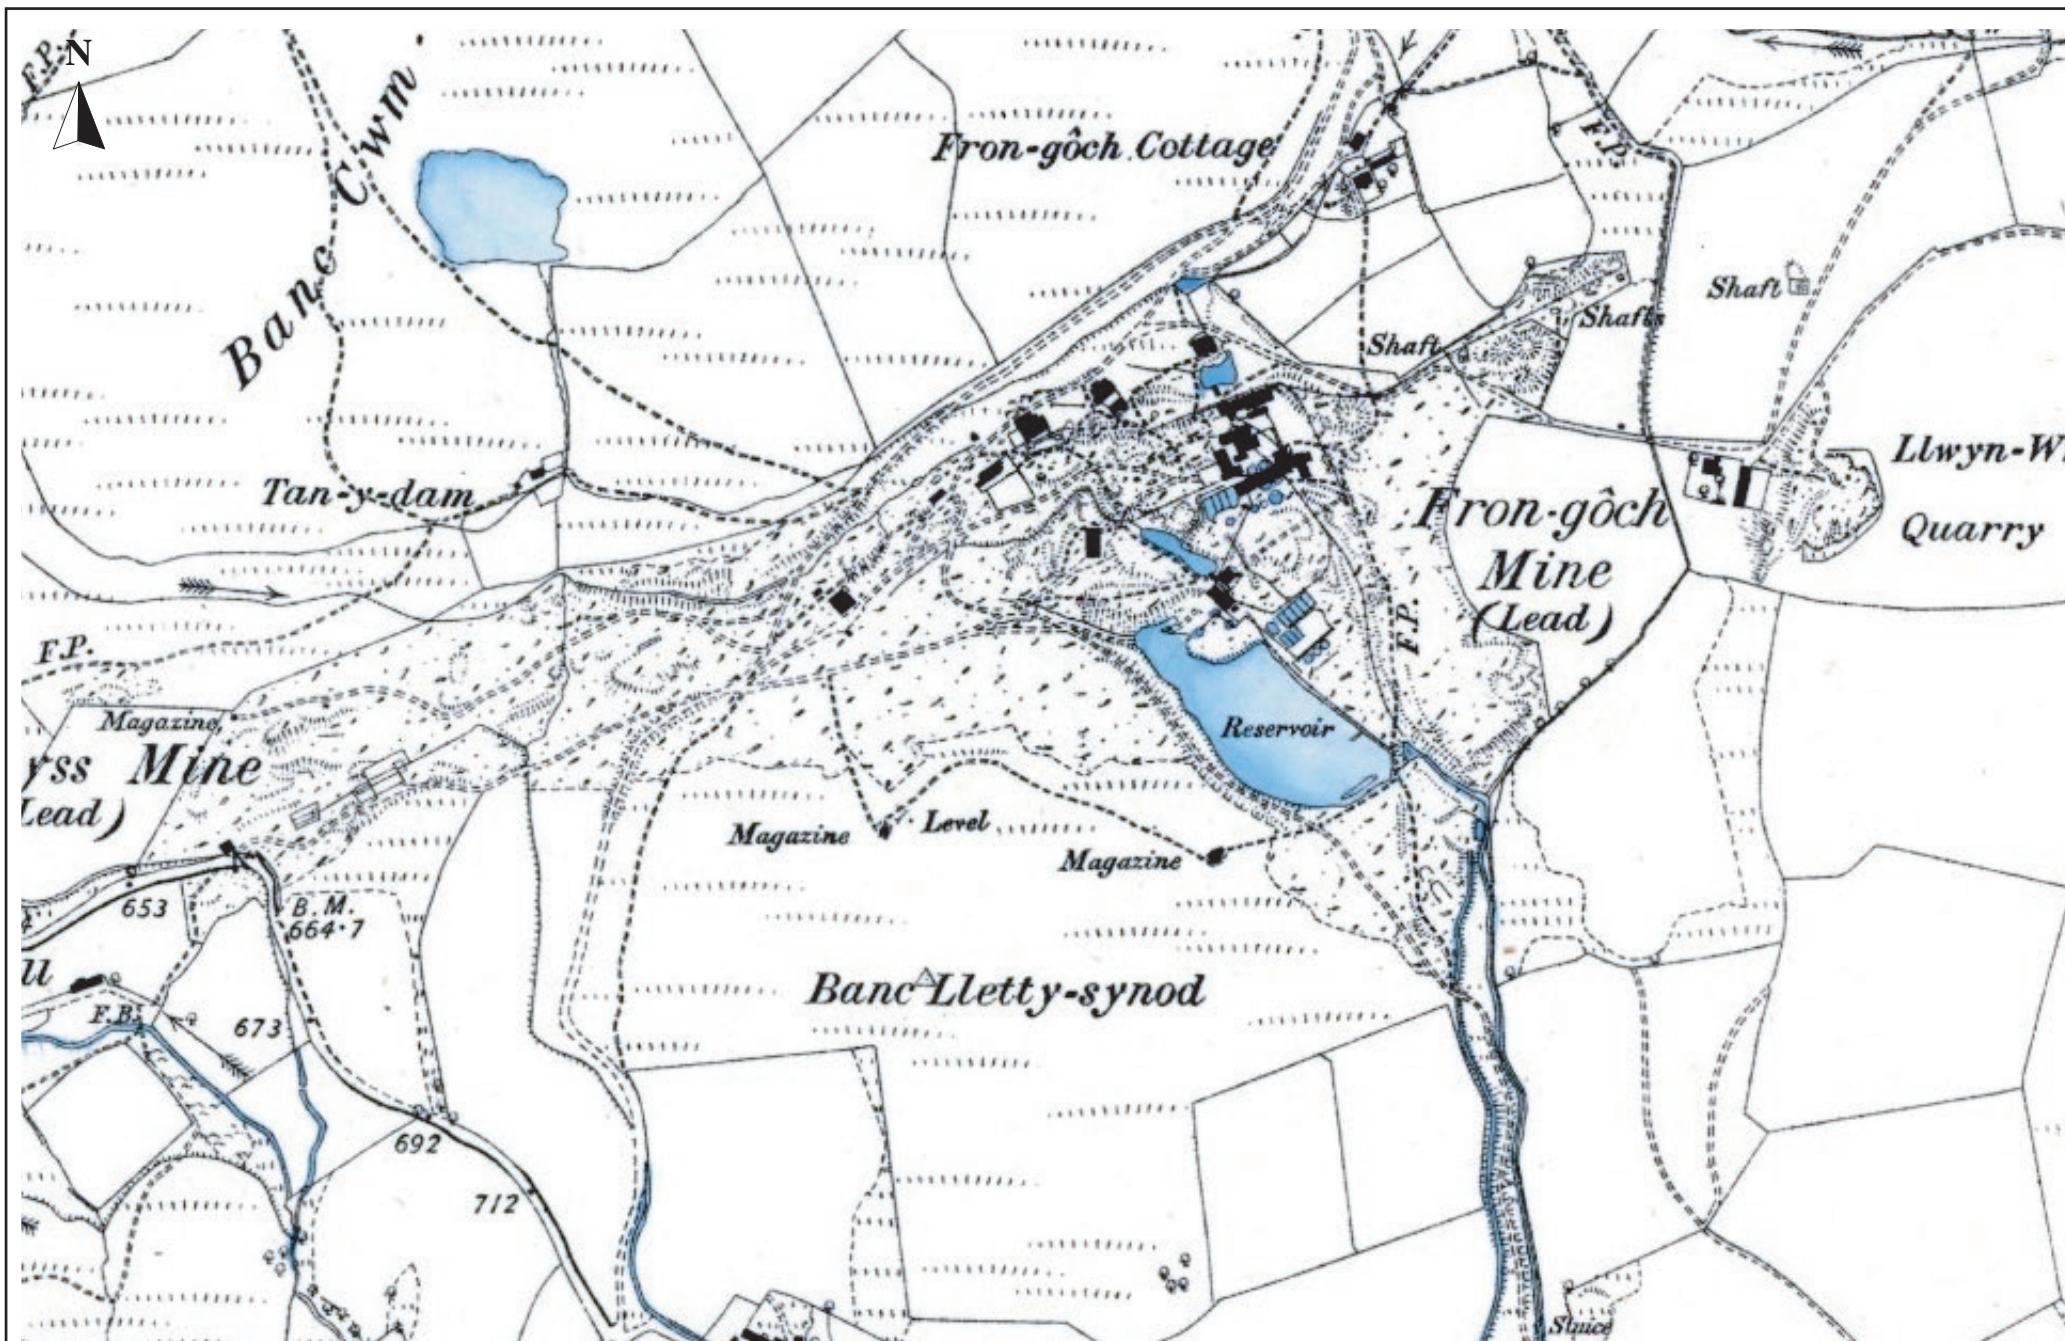 F.P.
N
Banc Cwm
Fron-gôch Cottage
F.P.
Shaft
Shafts
Shaft
Tan-y-dam
Fron-gôch
Mine
(Lead)
Llwyn-W
Quarry
F.P.
F.P.
Magazine
yss Mine
Lead)
Reservoir
Magazine
Level
Magazine
653
B.M.
664·7
ll
Banc Lletty-synod
F.B.
673
692
712
Sluice